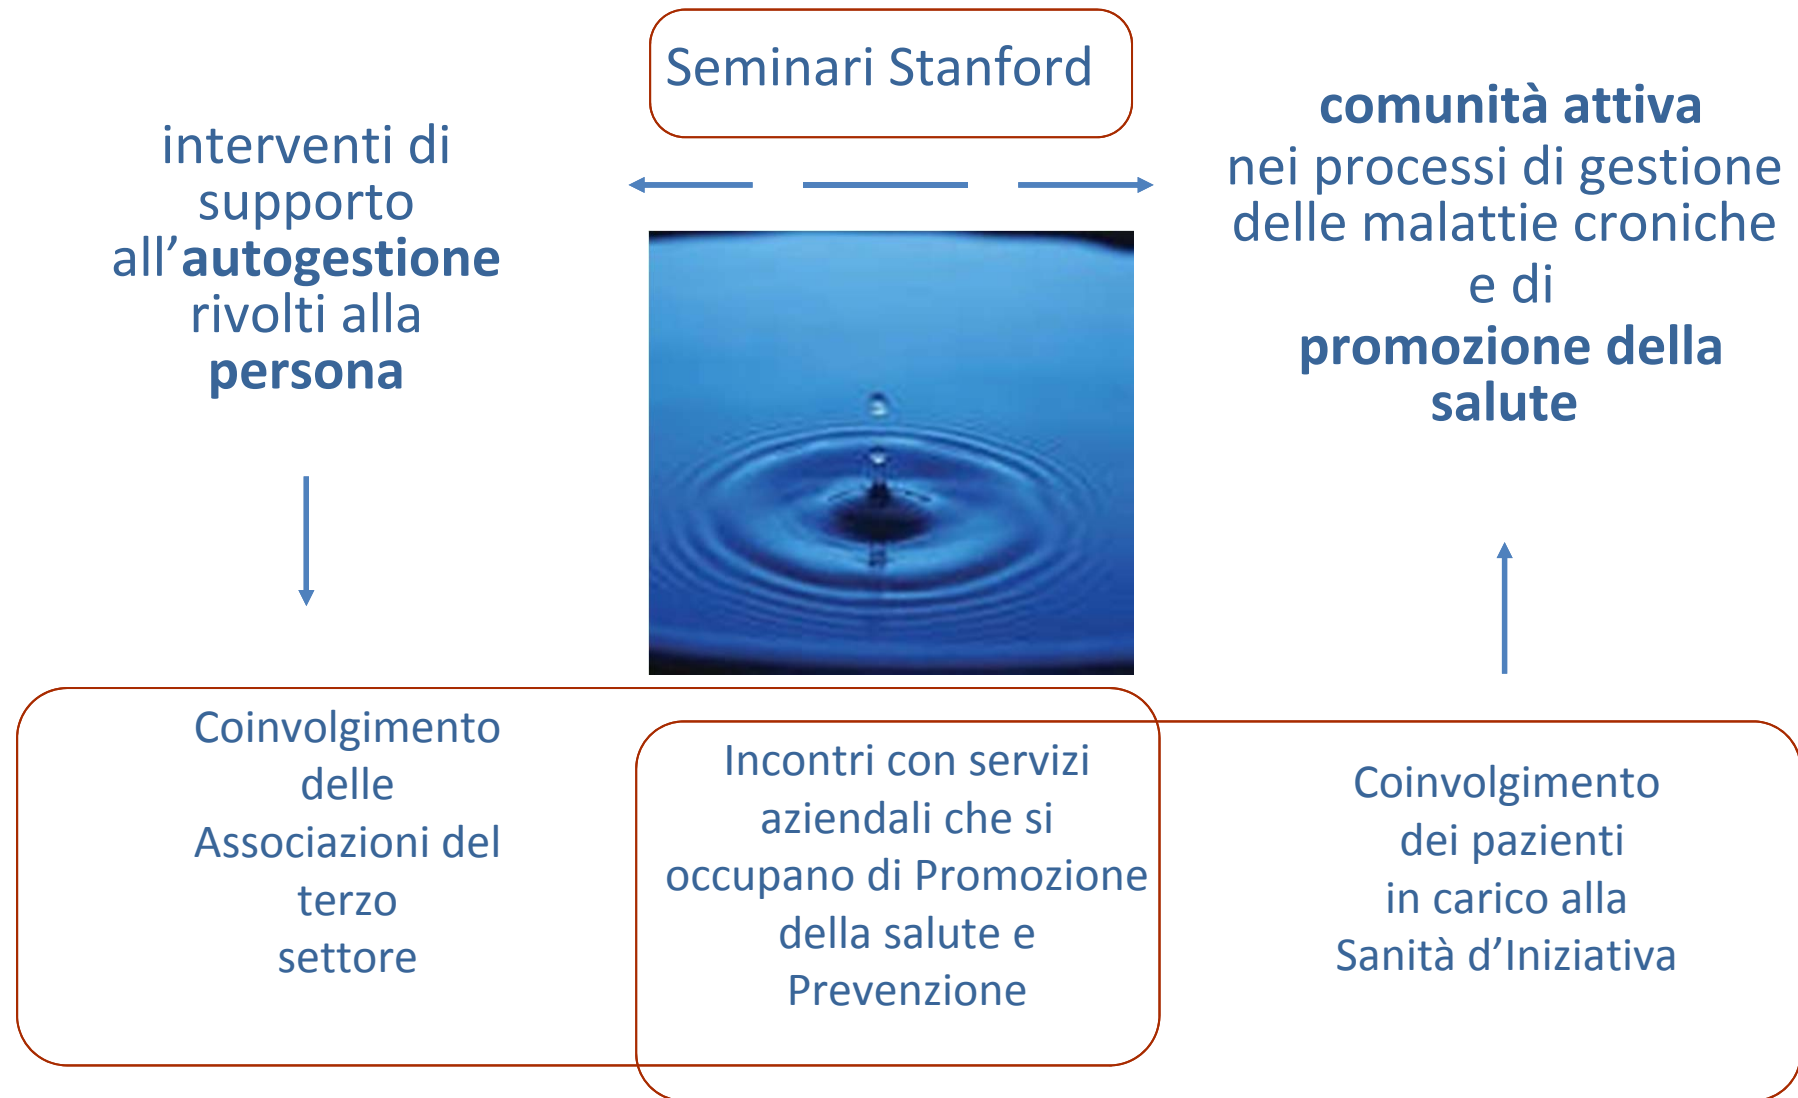 Seminari Stanford
interventi di
supporto
all’autogestione
rivolti alla
persona
comunità attiva
nei processi di gestione
delle malattie croniche
e di
promozione della
salute
Coinvolgimento
delle
Associazioni del
terzo
settore
Incontri con servizi
aziendali che si
occupano di Promozione
della salute e
Prevenzione
Coinvolgimento
dei pazienti
in carico alla
Sanità d’Iniziativa